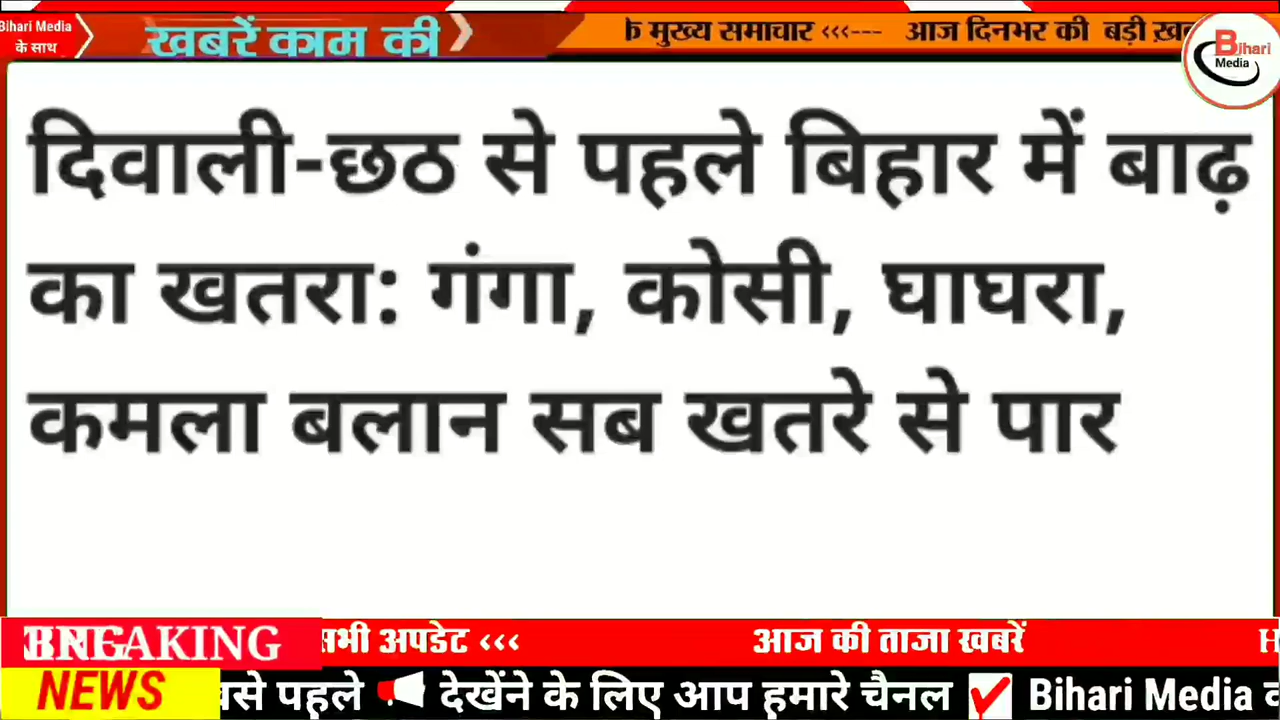 Bihari Media
के साथ
खबरें काम की
के मुख्य समाचार <<<--- आज दिनभर की बड़ी
Bihari
Media
दिवाली-छठ से पहले बिहार में बाढ़
का खतरा: गंगा, कोसी, घाघरा,
कमला बलान सब खतरे से पार
BREAKING
NEWS
सभी अपडेट <<< आज की ताजा खबरें
पहले देखेंने के लिए आप हमारे चैनल Bihari Media